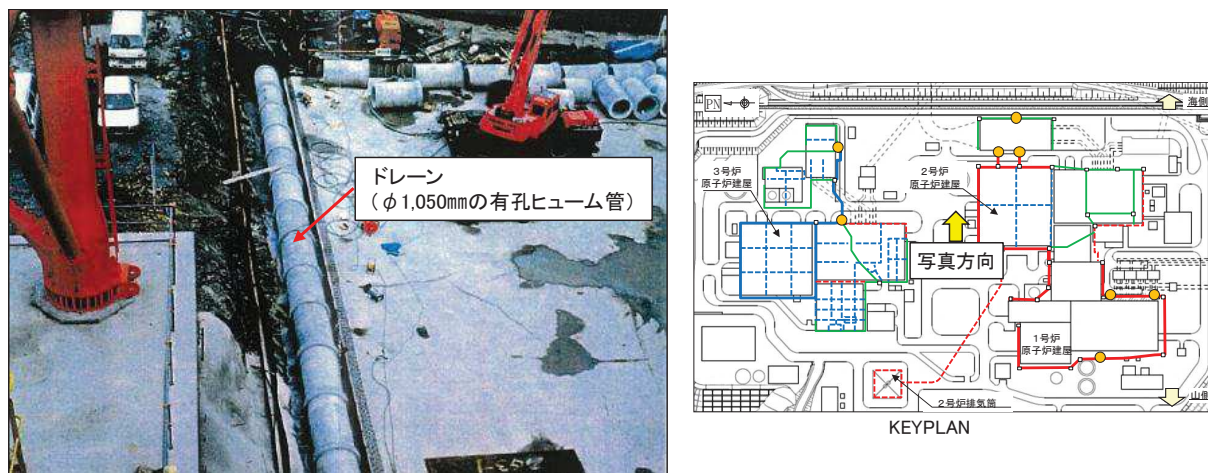 ドレーン
(φ1,050mmの有孔ヒューム管)
PN
海側
3号炉
原子炉建屋
2号炉
原子炉建屋
写真方向
1号炉
原子炉建屋
2号炉排気筒
山側
KEYPLAN